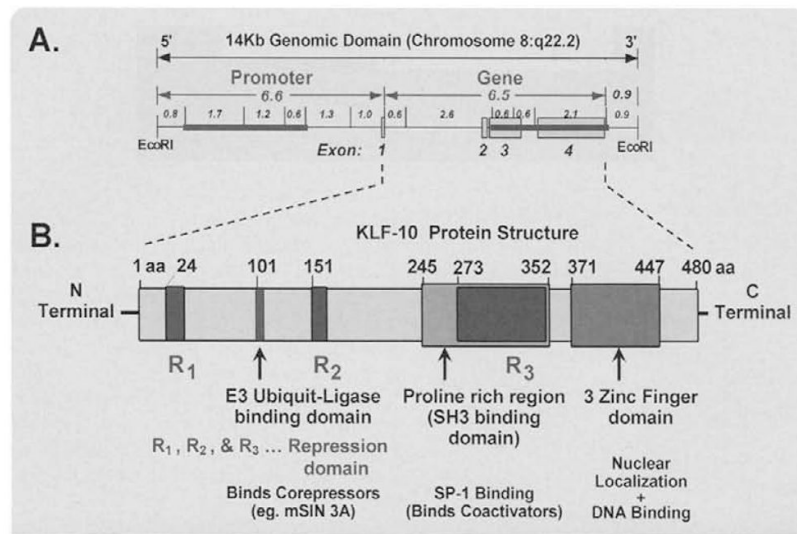 A.
5' 14Kb Genomic Domain (Chromosome 8:q22.2) 3'
Promoter Gene
6.6 6.5 0.9
0.8 1.7 1.2 0.6 1.3 1.0 0.6 2.6 0.6 0.6 2.1 0.9
EcoRI EcoRI
Exon: 1 2 3 4
B.
KLF-10 Protein Structure
1 aa 24 101 151 245 273 352 371 447 480 aa
N Terminal
C Terminal
R1 R2 R3
E3 Ubiquit-Ligase
binding domain
Proline rich region
(SH3 binding
domain)
3 Zinc Finger
domain
R1, R2, & R3 ... Repression
domain
Binds Corepressors
(eg. mSIN 3A)
SP-1 Binding
(Binds Coactivators)
Nuclear
Localization
+
DNA Binding